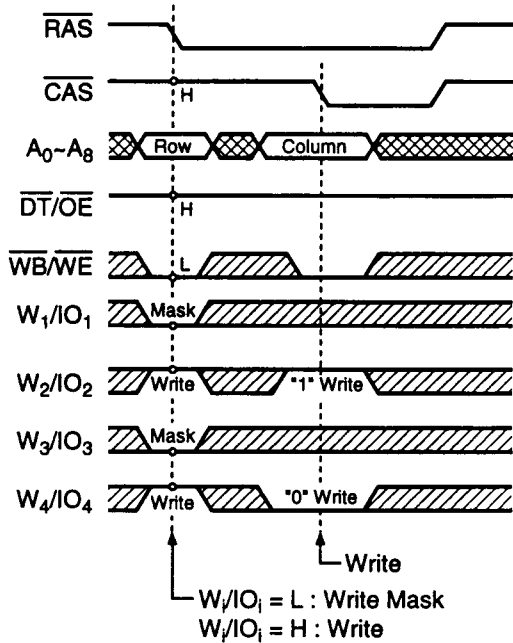 RAS
CAS H
A0~A8 Row Column
DT/OE H
WB/WE L
W1/IO1 Mask
W2/IO2 Write "1" Write
W3/IO3 Mask
W4/IO4 Write "0" Write
Write
Wi/IOi = L : Write Mask
Wi/IOi = H : Write